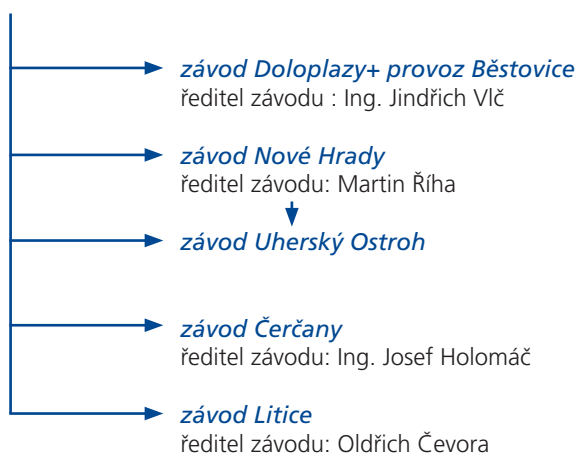 závod Doloplazy+ provoz Běstovice
ředitel závodu : Ing. Jindřich Vlč
závod Nové Hrady
ředitel závodu: Martin Říha
závod Uherský Ostroh
závod Čerčany
ředitel závodu: Ing. Josef Holomáč
závod Litice
ředitel závodu: Oldřich Čevora